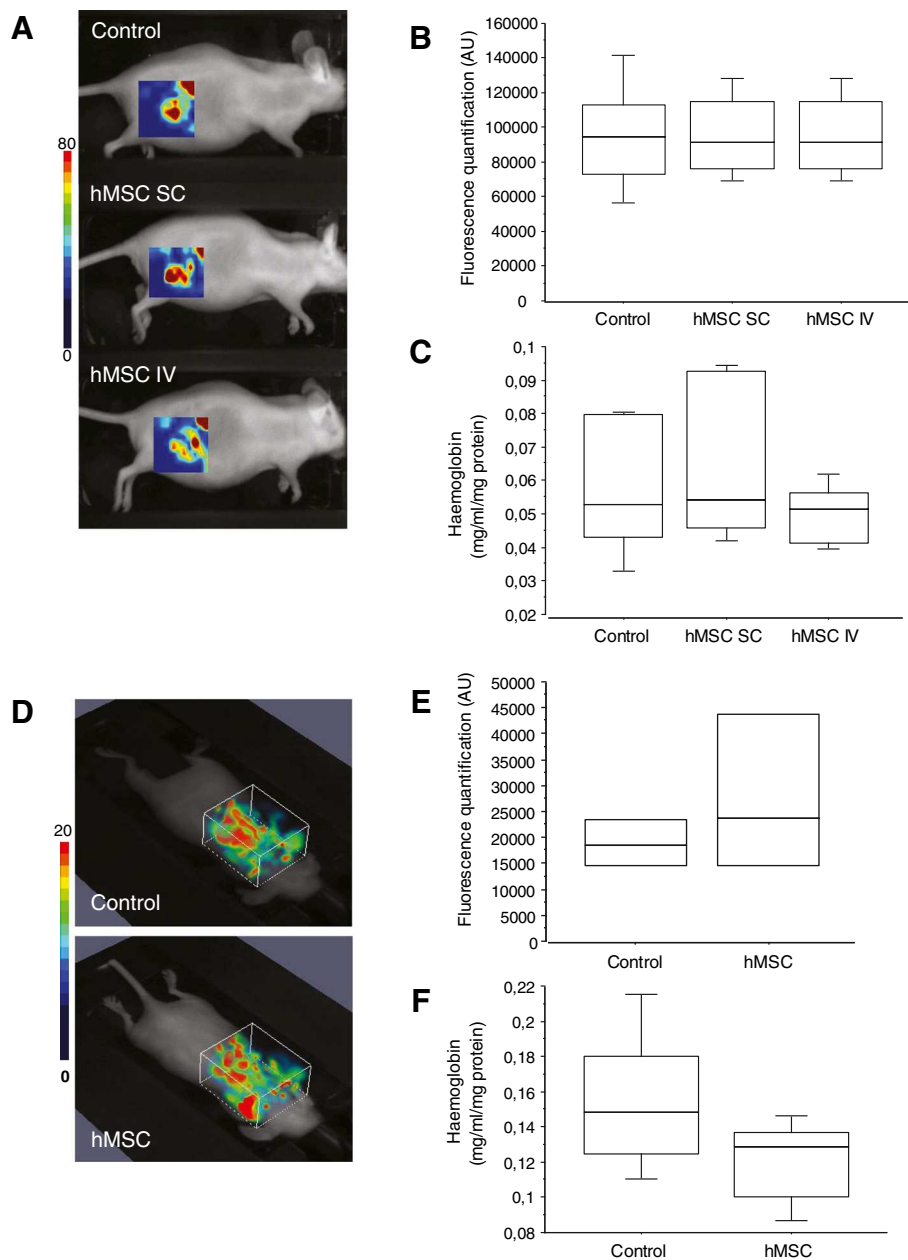 A
Control
80
hMSC SC
0
hMSC IV
B
Fluorescence quantification (AU)
160000
140000
120000
100000
80000
60000
40000
20000
0
Control hMSC SC hMSC IV
C
Haemoglobin
(mg/ml/mg protein)
0,1
0,09
0,08
0,07
0,06
0,05
0,04
0,03
0,02
Control hMSC SC hMSC IV
D
20
Control
0
hMSC
E
Fluorescence quantification (AU)
50000
45000
40000
35000
30000
25000
20000
15000
10000
5000
0
Control hMSC
F
Haemoglobin
(mg/ml/mg protein)
0,22
0,2
0,18
0,16
0,14
0,12
0,1
0,08
Control hMSC